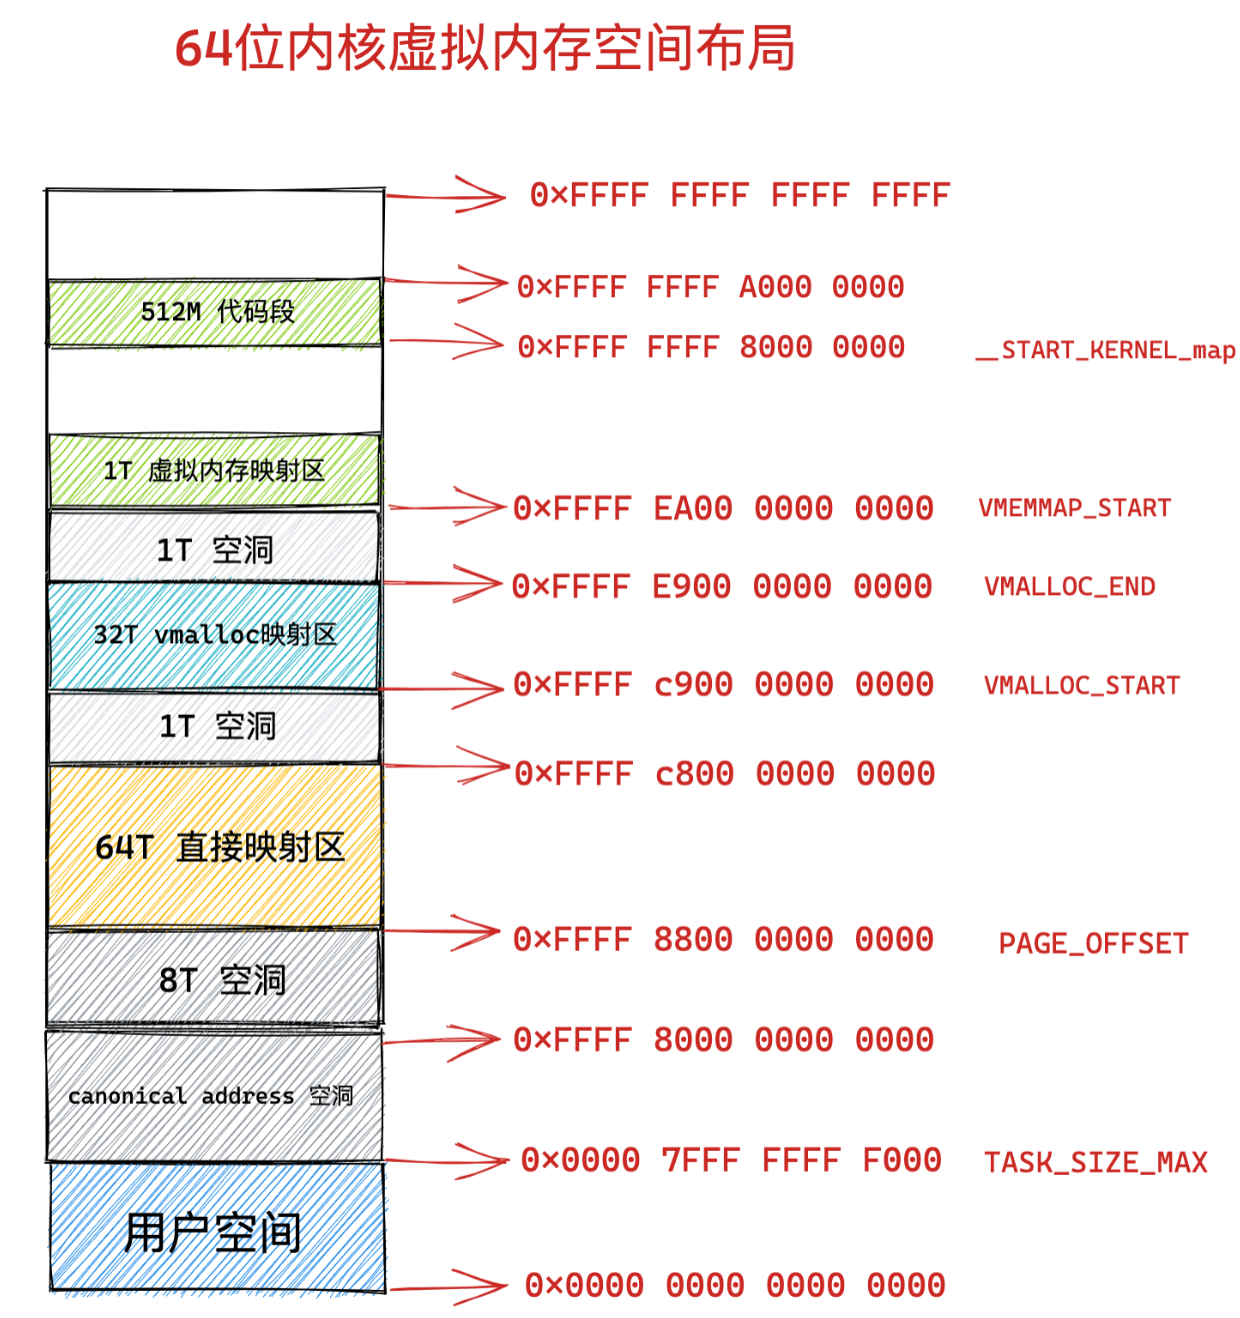 64位内核虚拟内存空间布局
0×FFFF FFFF FFFF FFFF
0×FFFF FFFF A000 0000
512M 代码段
0×FFFF FFFF 8000 0000 __START_KERNEL_map
1T 虚拟内存映射区
0×FFFF EA00 0000 0000 VMEMMAP_START
1T 空洞
0×FFFF E900 0000 0000 VMALLOC_END
32T vmalloc映射区
0×FFFF c900 0000 0000 VMALLOC_START
1T 空洞
0×FFFF c800 0000 0000
64T 直接映射区
0×FFFF 8800 0000 0000 PAGE_OFFSET
8T 空洞
0×FFFF 8000 0000 0000
canonical address 空洞
0×0000 7FFF FFFF F000 TASK_SIZE_MAX
用户空间
0×0000 0000 0000 0000